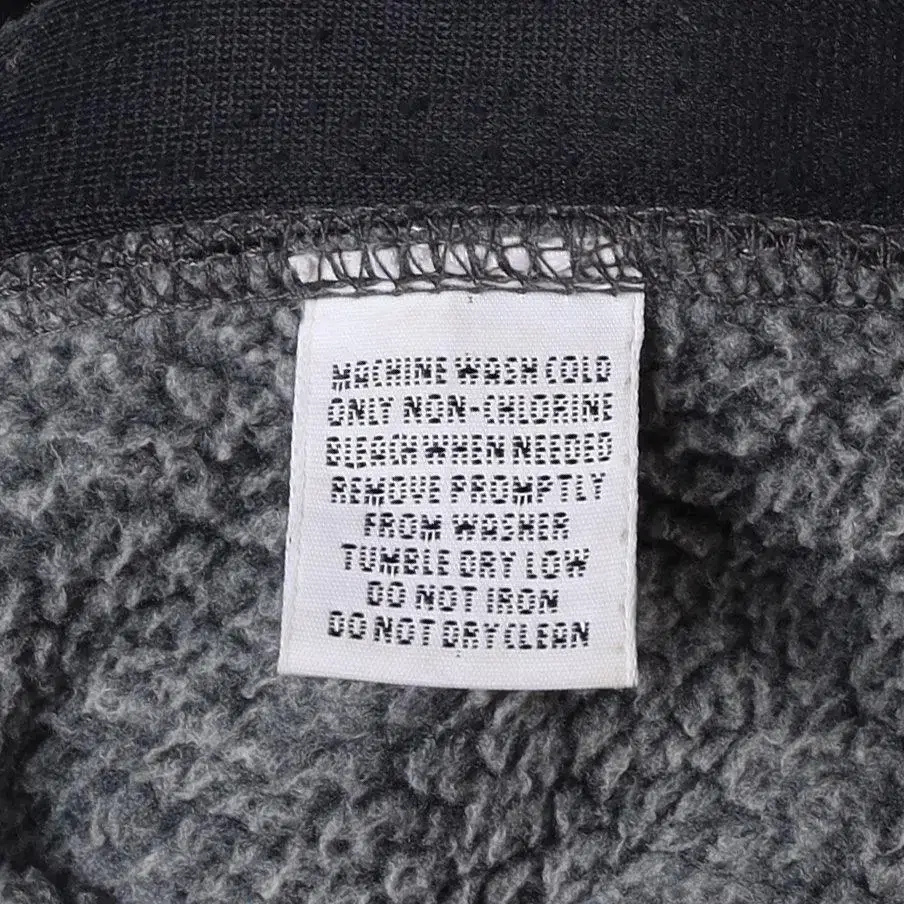 MACHINE WASH COLD
ONLY NON-CHLORINE
BLEACH WHEN NEEDED
REMOVE PROMPTLY
FROM WASHER
TUMBLE DRY LOW
DO NOT IRON
DO NOT DRY CLEAN